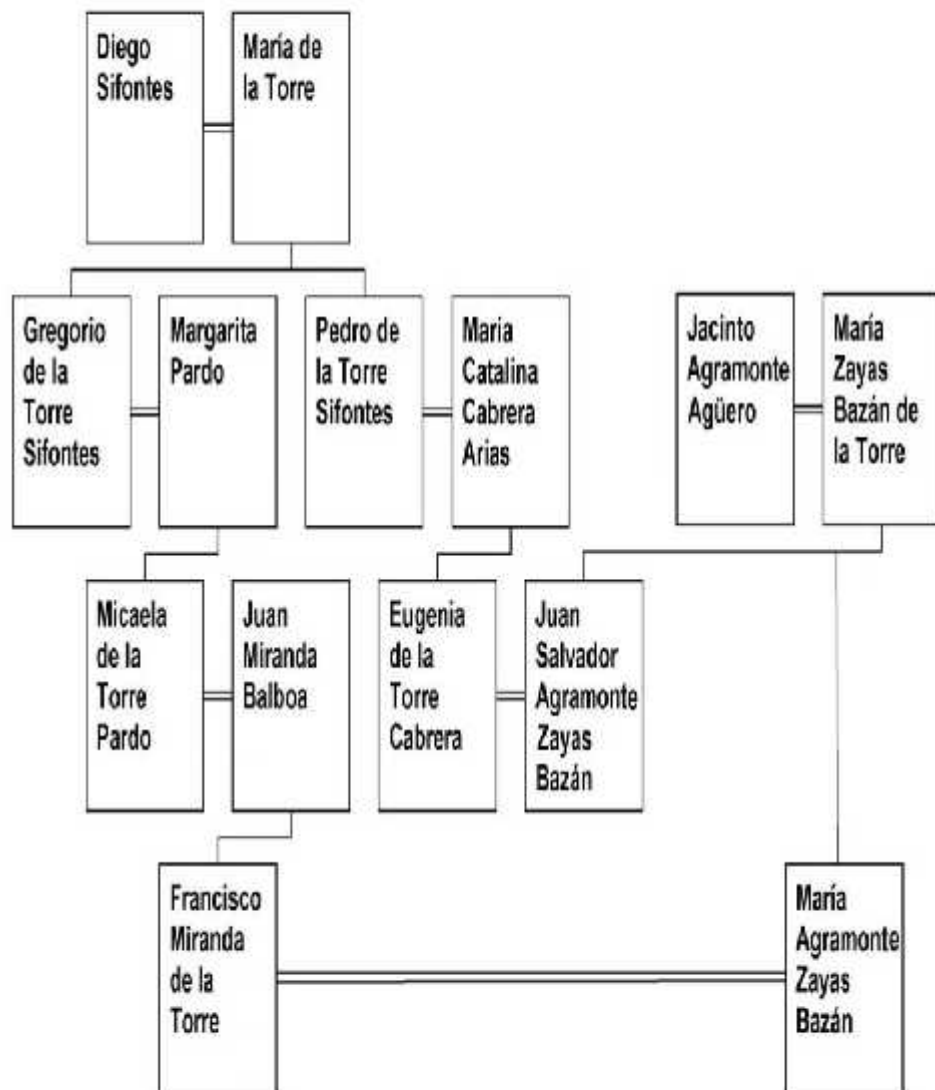 Diego
Sifontes
María de
la Torre
Gregorio
de la
Torre
Sifontes
Margarita
Pardo
Pedro de
la Torre
Sifontes
Maria
Catalina
Cabrera
Arias
Jacinto
Agramonte
Agüero
María
Zayas
Bazán de
la Torre
Micaela
de la
Torre
Pardo
Juan
Miranda
Balboa
Eugenia
de la
Torre
Cabrera
Juan
Salvador
Agramonte
Zayas
Bazán
Francisco
Miranda
de la
Torre
María
Agramonte
Zayas
Bazán